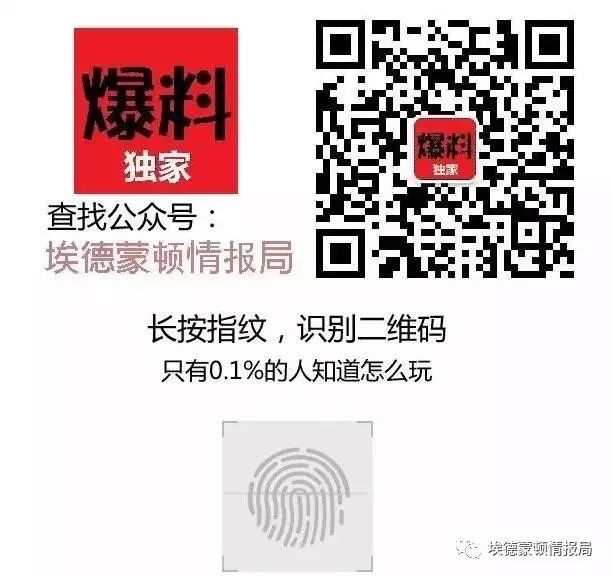 爆料
独家
爆料
独家
查找公众号：
埃德蒙顿情报局
长按指纹，识别二维码
只有0.1%的人知道怎么玩
埃德蒙顿情报局